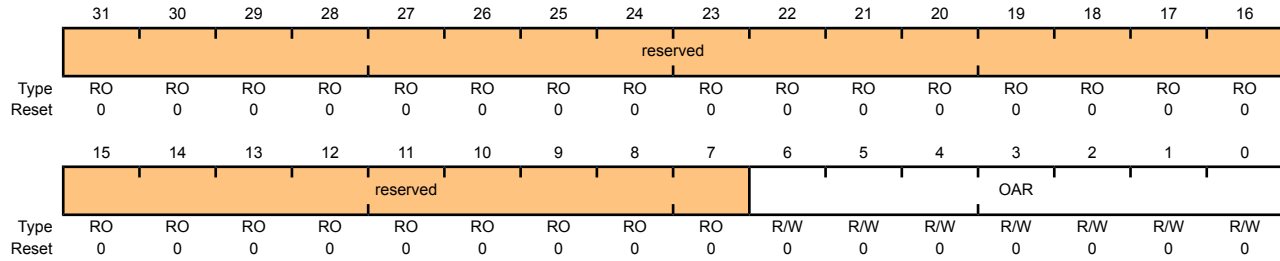 31 30 29 28 27 26 25 24 23 22 21 20 19 18 17 16
reserved
Type RO RO RO RO RO RO RO RO RO RO RO RO RO RO RO RO
Reset 0 0 0 0 0 0 0 0 0 0 0 0 0 0 0 0
15 14 13 12 11 10 9 8 7 6 5 4 3 2 1 0
reserved OAR
Type RO RO RO RO RO RO RO RO RO R/W R/W R/W R/W R/W R/W R/W
Reset 0 0 0 0 0 0 0 0 0 0 0 0 0 0 0 0